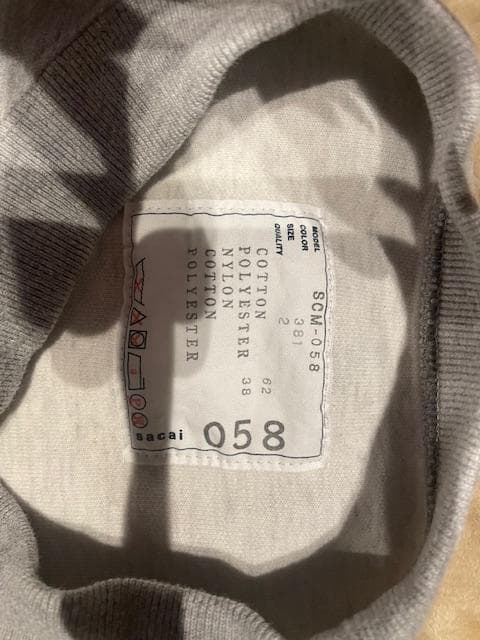 MODEL SCM-058
COLOR 381
SIZE 2
QUALITY
COTTON 62
POLYESTER 38
NYLON
COTTON
POLYESTER
sacai 058